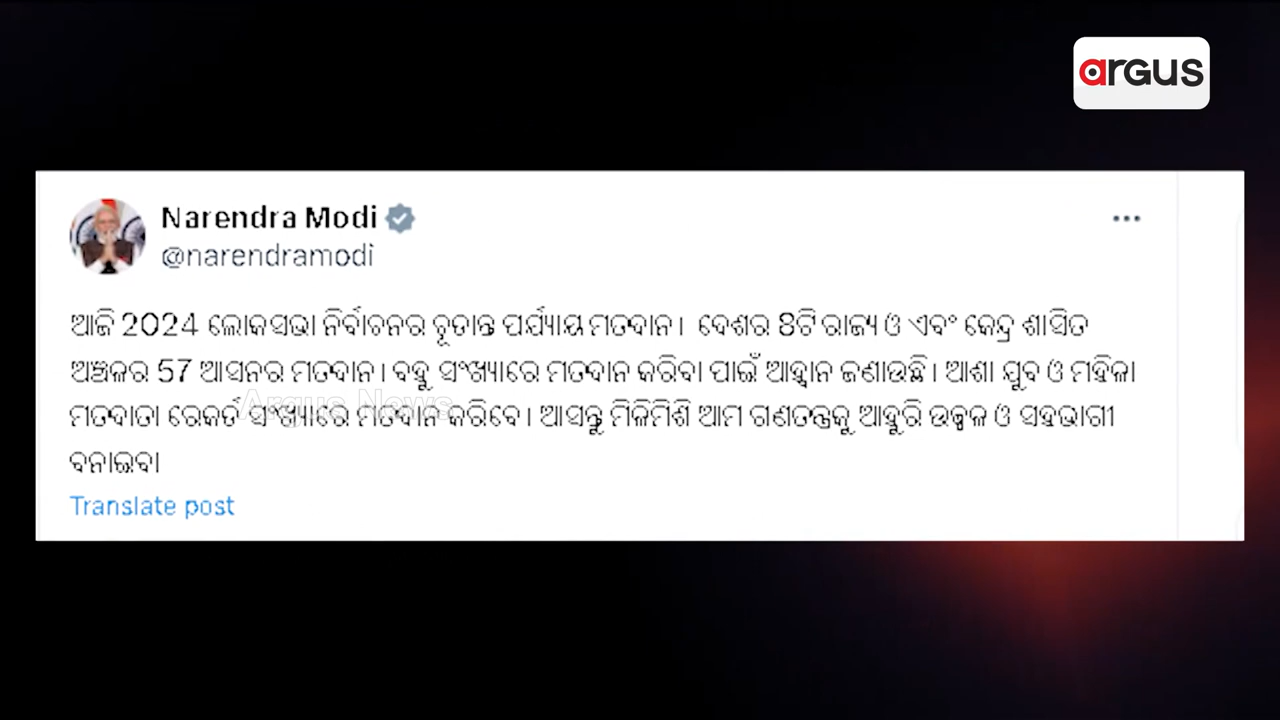 argus
Narendra Modi
@narendramodi
ଆଜି 2024 ଲୋକସଭା ନିର୍ବାଚନର ଚୂଡାନ୍ତ ପର୍ଯ୍ୟାୟ ମତଦାନ। ଦେଶର 8ଟି ରାଜ୍ୟ ଓ ଏବଂ କେନ୍ଦ୍ର ଶାସିତ
ଅଞ୍ଚଳର 57 ଆସନର ମତଦାନ। ବହୁ ସଂଖ୍ୟାରେ ମତଦାନ କରିବା ପାଇଁ ଆହ୍ୱାନ ଜଣାଉଛି। ଆଶା ଯୁବ ଓ ମହିଳା
ମତଦାତା ରେକର୍ଡ ସଂଖ୍ୟାରେ ମତଦାନ କରିବେ। ଆସନ୍ତୁ ମିଳିମିଶି ଆମ ଗଣତନ୍ତ୍ରକୁ ଆହୁରି ଉଜ୍ଜ୍ୱଳ ଓ ସହଭାଗୀ
ବନାଇବା
Argus News
Translate post